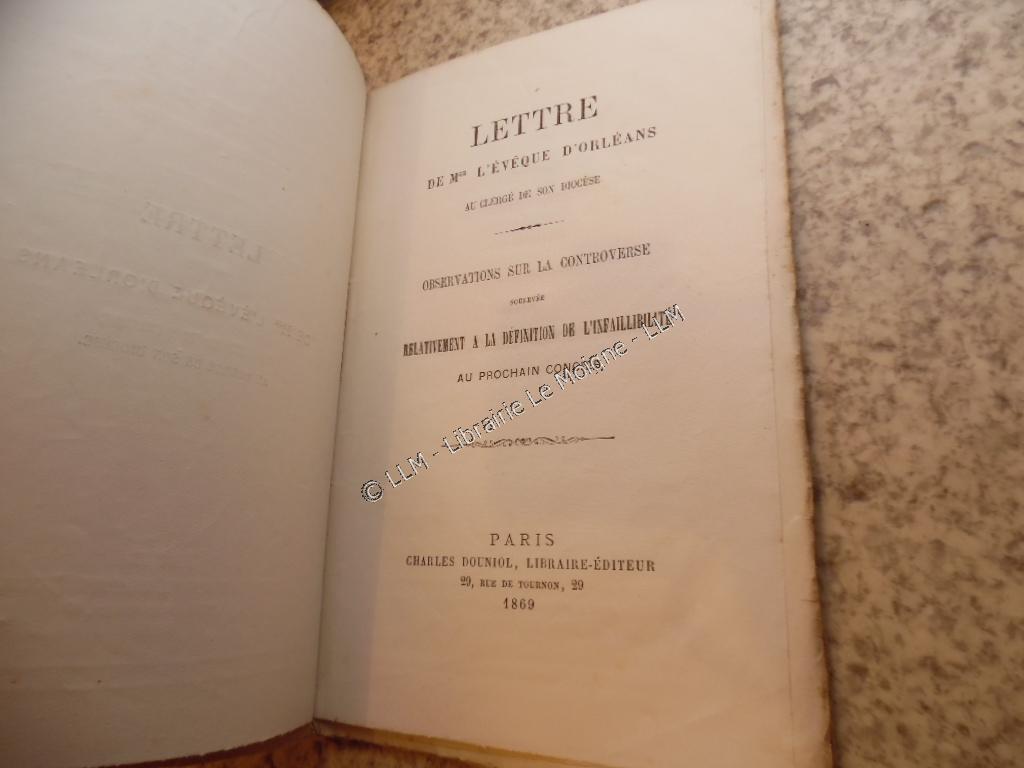 LETTRE
DE Mgr L'ÉVÊQUE D'ORLÉANS
AU CLERGÉ DE SON DIOCÈSE
OBSERVATIONS SUR LA CONTROVERSE
SOULEVÉE
RELATIVEMENT A LA DÉFINITION DE L'INFAILLIBILITÉ
AU PROCHAIN CONCILE
© LLM - Librairie Le Moigne - LLM
PARIS
CHARLES DOUNIOL, LIBRAIRE-ÉDITEUR
29, RUE DE TOURNON, 29
1869